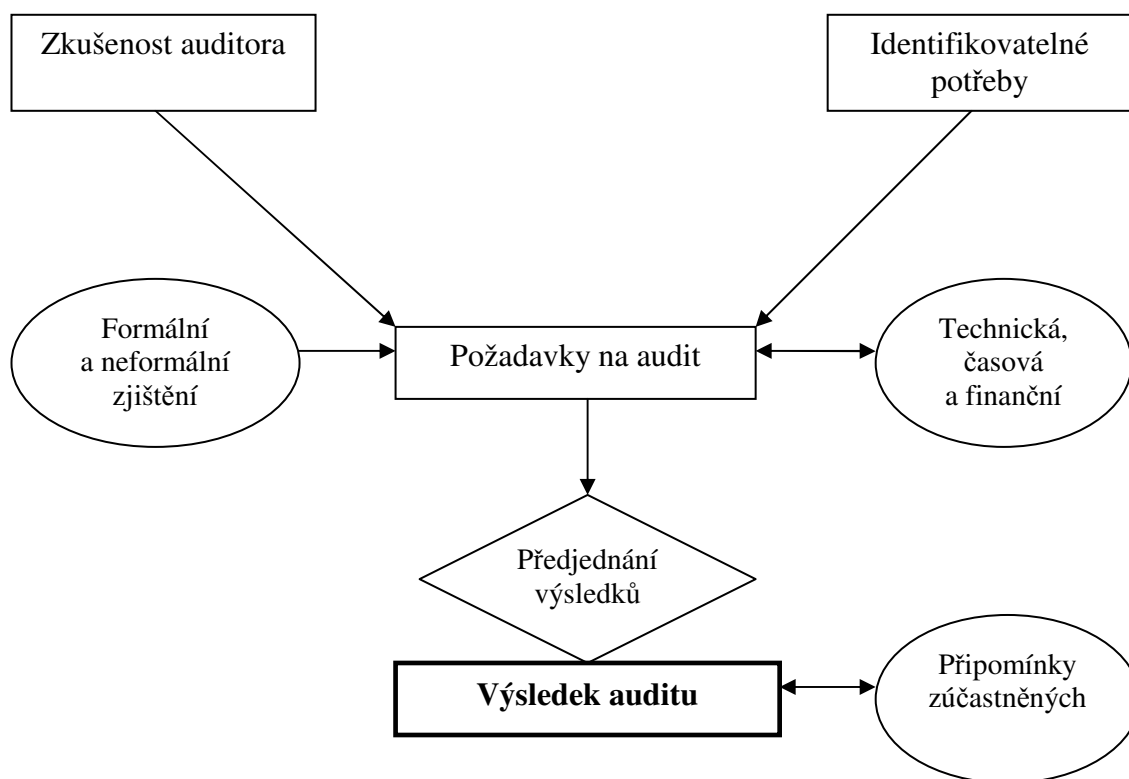 Zkušenost auditora
Identifikovatelné
potřeby
Formální
a neformální
zjištění
Požadavky na audit
Technická,
časová
a finanční
Předjednání
výsledků
Výsledek auditu
Připomínky
zúčastněných